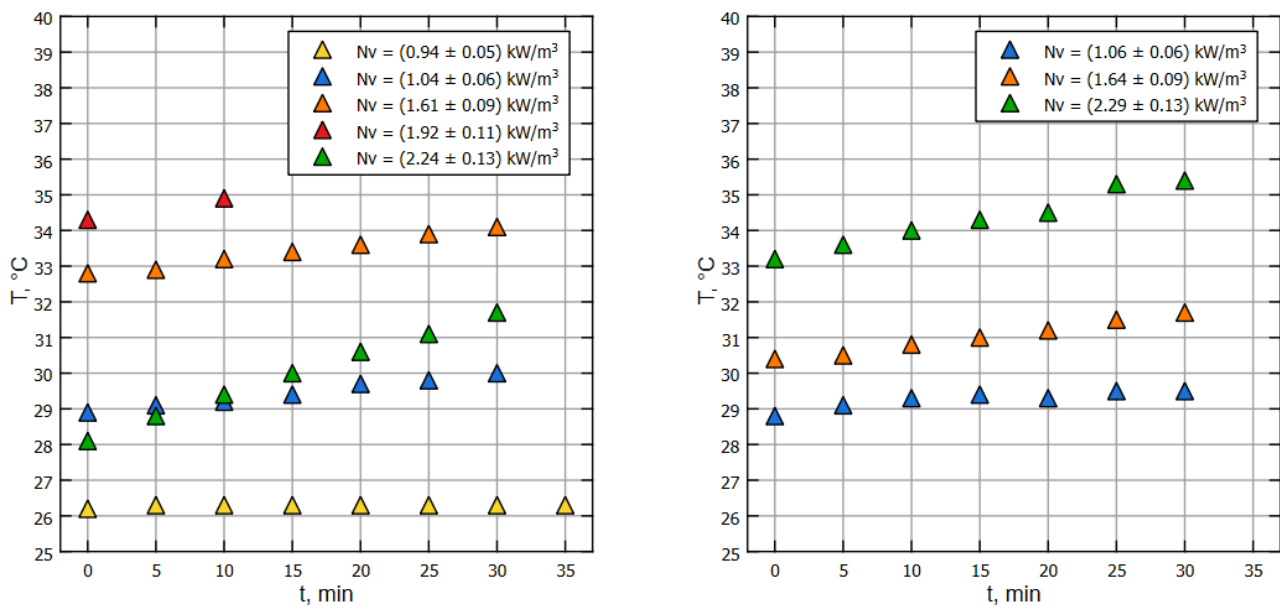 40
39
38
37
36
35
34
33
32
31
30
29
28
27
26
25
T, °C
Nv = (0.94 ± 0.05) kW/m³
Nv = (1.04 ± 0.06) kW/m³
Nv = (1.61 ± 0.09) kW/m³
Nv = (1.92 ± 0.11) kW/m³
Nv = (2.24 ± 0.13) kW/m³
0 5 10 15 20 25 30 35
t, min
40
39
38
37
36
35
34
33
32
31
30
29
28
27
26
25
T, °C
Nv = (1.06 ± 0.06) kW/m³
Nv = (1.64 ± 0.09) kW/m³
Nv = (2.29 ± 0.13) kW/m³
0 5 10 15 20 25 30 35
t, min